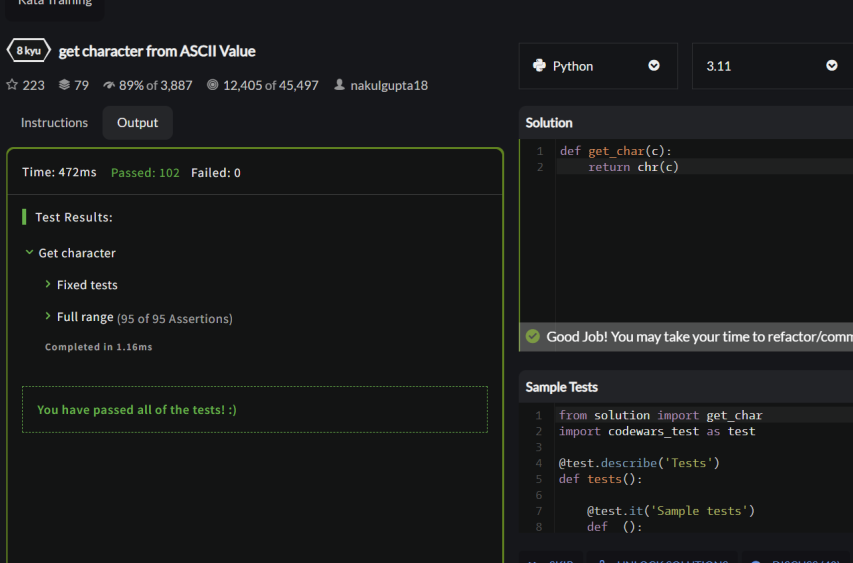 Kata Training
8 kyu get character from ASCII Value
223 79 89% of 3,887 12,405 of 45,497 nakulgupta18
Instructions Output
Time: 472ms Passed: 102 Failed: 0
Test Results:
Get character
Fixed tests
Full range (95 of 95 Assertions)
Completed in 1.16ms
You have passed all of the tests! :)
Python 3.11
Solution
1 def get_char(c):
2 return chr(c)
Good Job! You may take your time to refactor/comm
Sample Tests
1 from solution import get_char
2 import codewars_test as test
3
4 @test.describe('Tests')
5 def tests():
6
7 @test.it('Sample tests')
8 def ():
SKIP UNLOCK SOLUTIONS DISCUSS